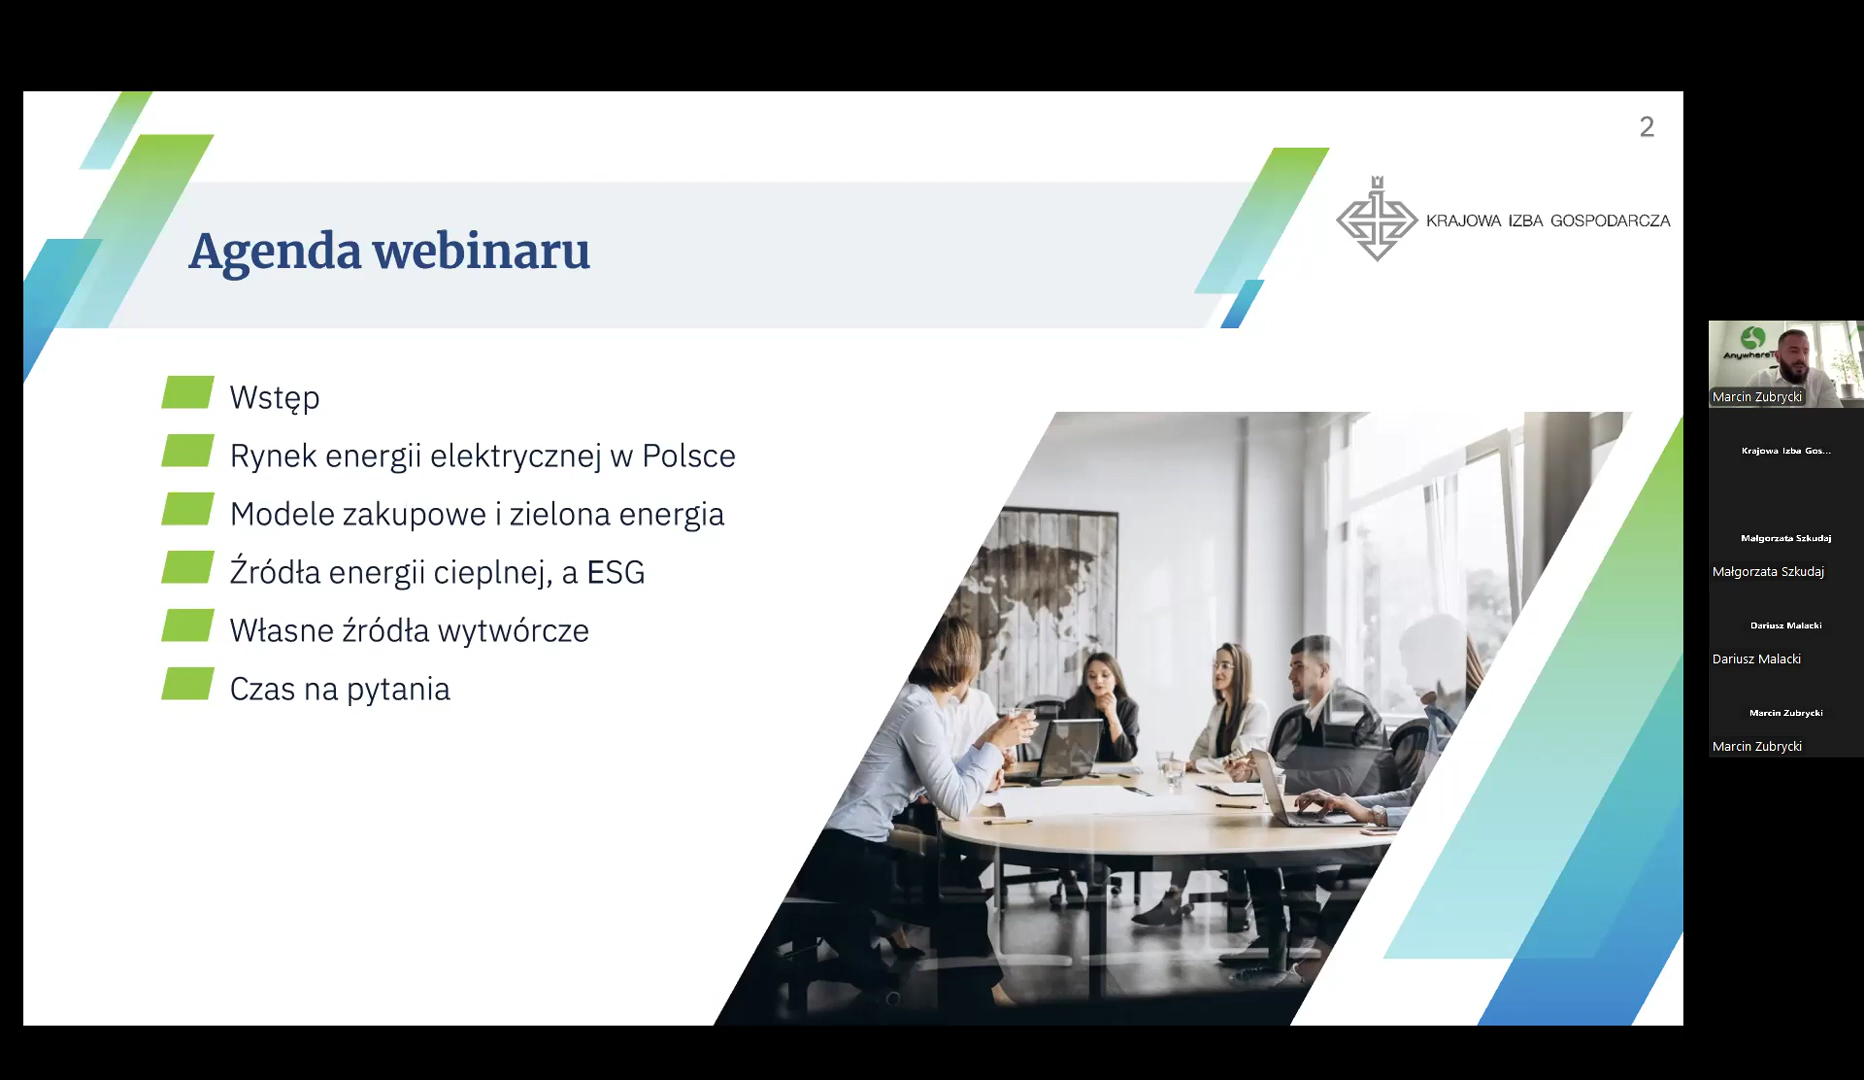 2
KRAJOWA IZBA GOSPODARCZA
Agenda webinaru
Wstęp
Rynek energii elektrycznej w Polsce
Modele zakupowe i zielona energia
Źródła energii cieplnej, a ESG
Własne źródła wytwórcze
Czas na pytania
Marcin Zubrycki
Krajowa Izba Gos...
Małgorzata Szkudaj
Małgorzata Szkudaj
Dariusz Malacki
Dariusz Malacki
Marcin Zubrycki
Marcin Zubrycki